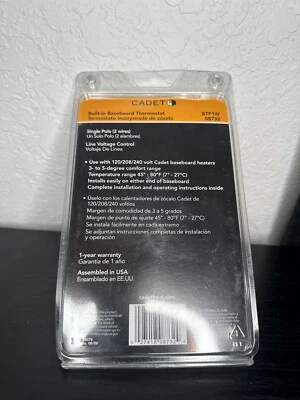 CADET
Built-in Baseboard Thermostat
BTF1W
Termostato incorporado de zócalo
08733
Single Pole (2 wires)
Un Solo Polo (2 alambres)
Line Voltage Control
Voltaje De Linea
• Use with 120/208/240 volt Cadet baseboard heaters
3- to 5-degree comfort range
Temperature range 45° - 80°F (7° - 27°C)
Installs easily on either end of baseboard
Complete installation and operating instructions inside
• Uselo con los calentadores de zócalo Cadet de
120/208/240 voltios
Margen de comodidad de 3 a 5 grados
Margen de punto de ajuste 45° - 80°F (7° - 27°C)
Se instala fácilmente en cada extremo
Se adjuntan instrucciones completas de instalación
y operación
1-year warranty
Garantía de 1 año
Assembled in USA
Ensamblado en EE.UU.